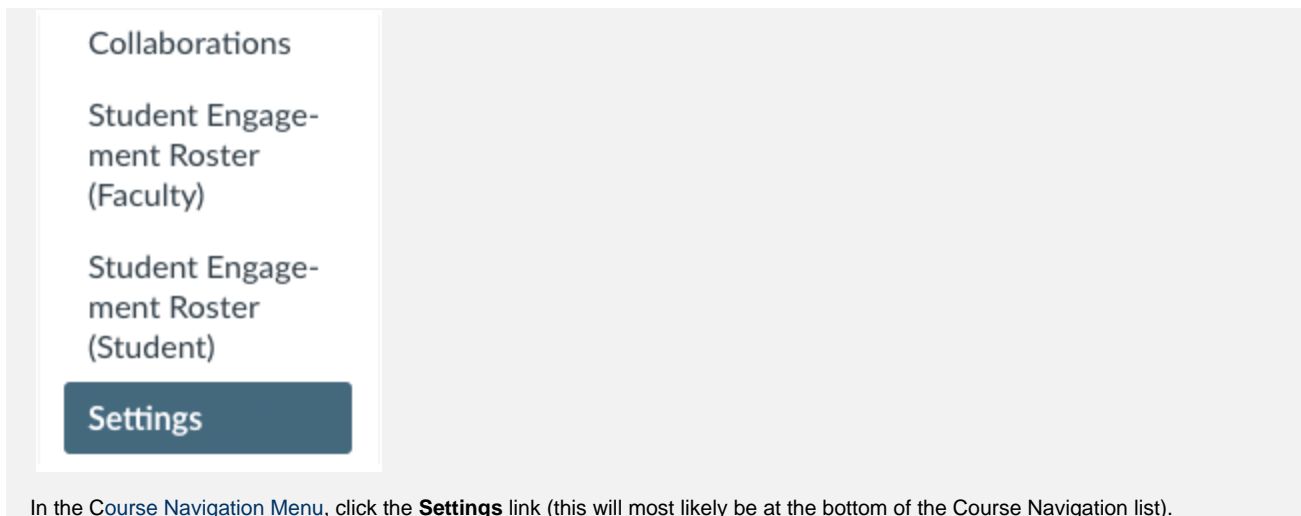 Collaborations
Student Engage-
ment Roster
(Faculty)
Student Engage-
ment Roster
(Student)
Settings
In the Course Navigation Menu, click the Settings link (this will most likely be at the bottom of the Course Navigation list).